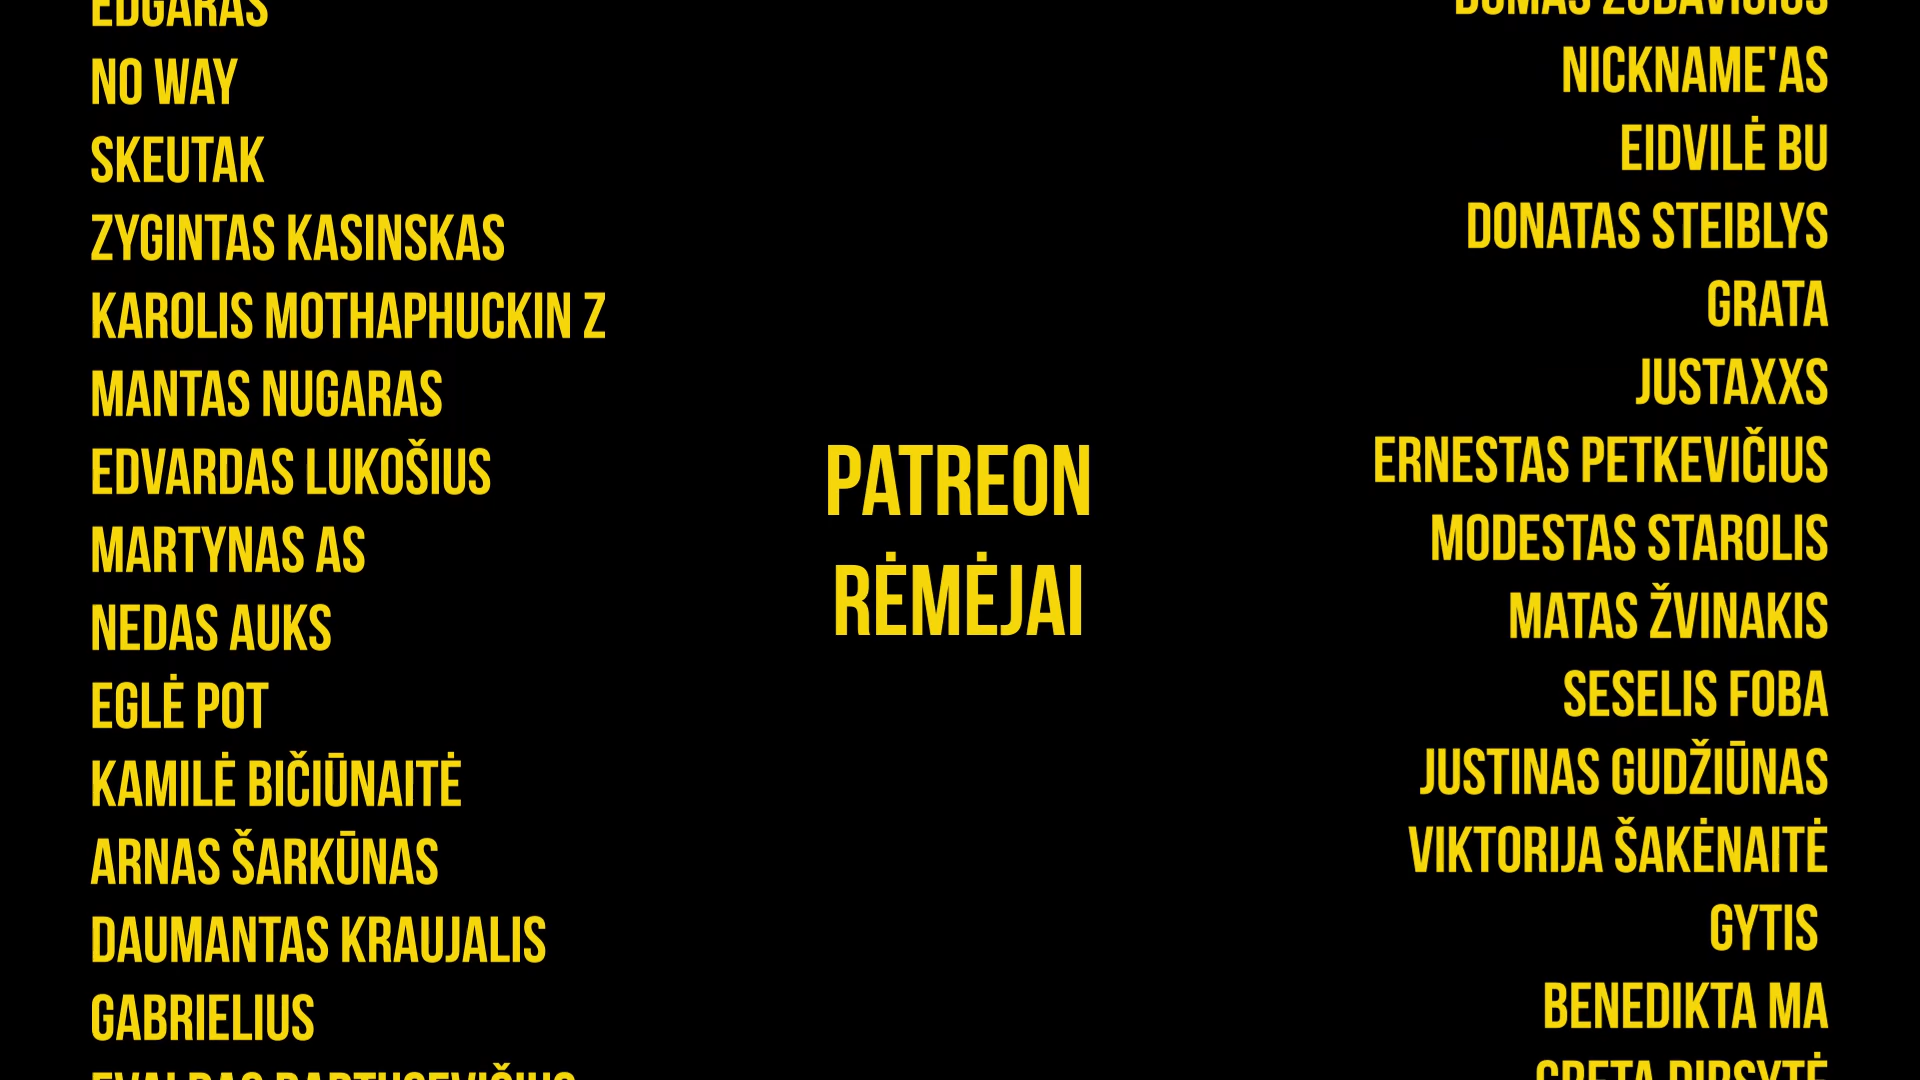 EDGARAS
NO WAY
SKEUTAK
ZYGINTAS KASINSKAS
KAROLIS MOTHAPHUCKIN Z
MANTAS NUGARAS
EDVARDAS LUKOŠIUS
MARTYNAS AS
NEDAS AUKS
EGLĖ POT
KAMILĖ BIČIŪNAITĖ
ARNAS ŠARKŪNAS
DAUMANTAS KRAUJALIS
GABRIELIUS
PATREON
RĖMĖJAI
NICKNAME'AS
EIDVILĖ BU
DONATAS STEIBLYS
GRATA
JUSTAXXS
ERNESTAS PETKEVIČIUS
MODESTAS STAROLIS
MATAS ŽVINAKIS
SESELIS FOBA
JUSTINAS GUDŽIŪNAS
VIKTORIJA ŠAKĖNAITĖ
GYTIS
BENEDIKTA MA